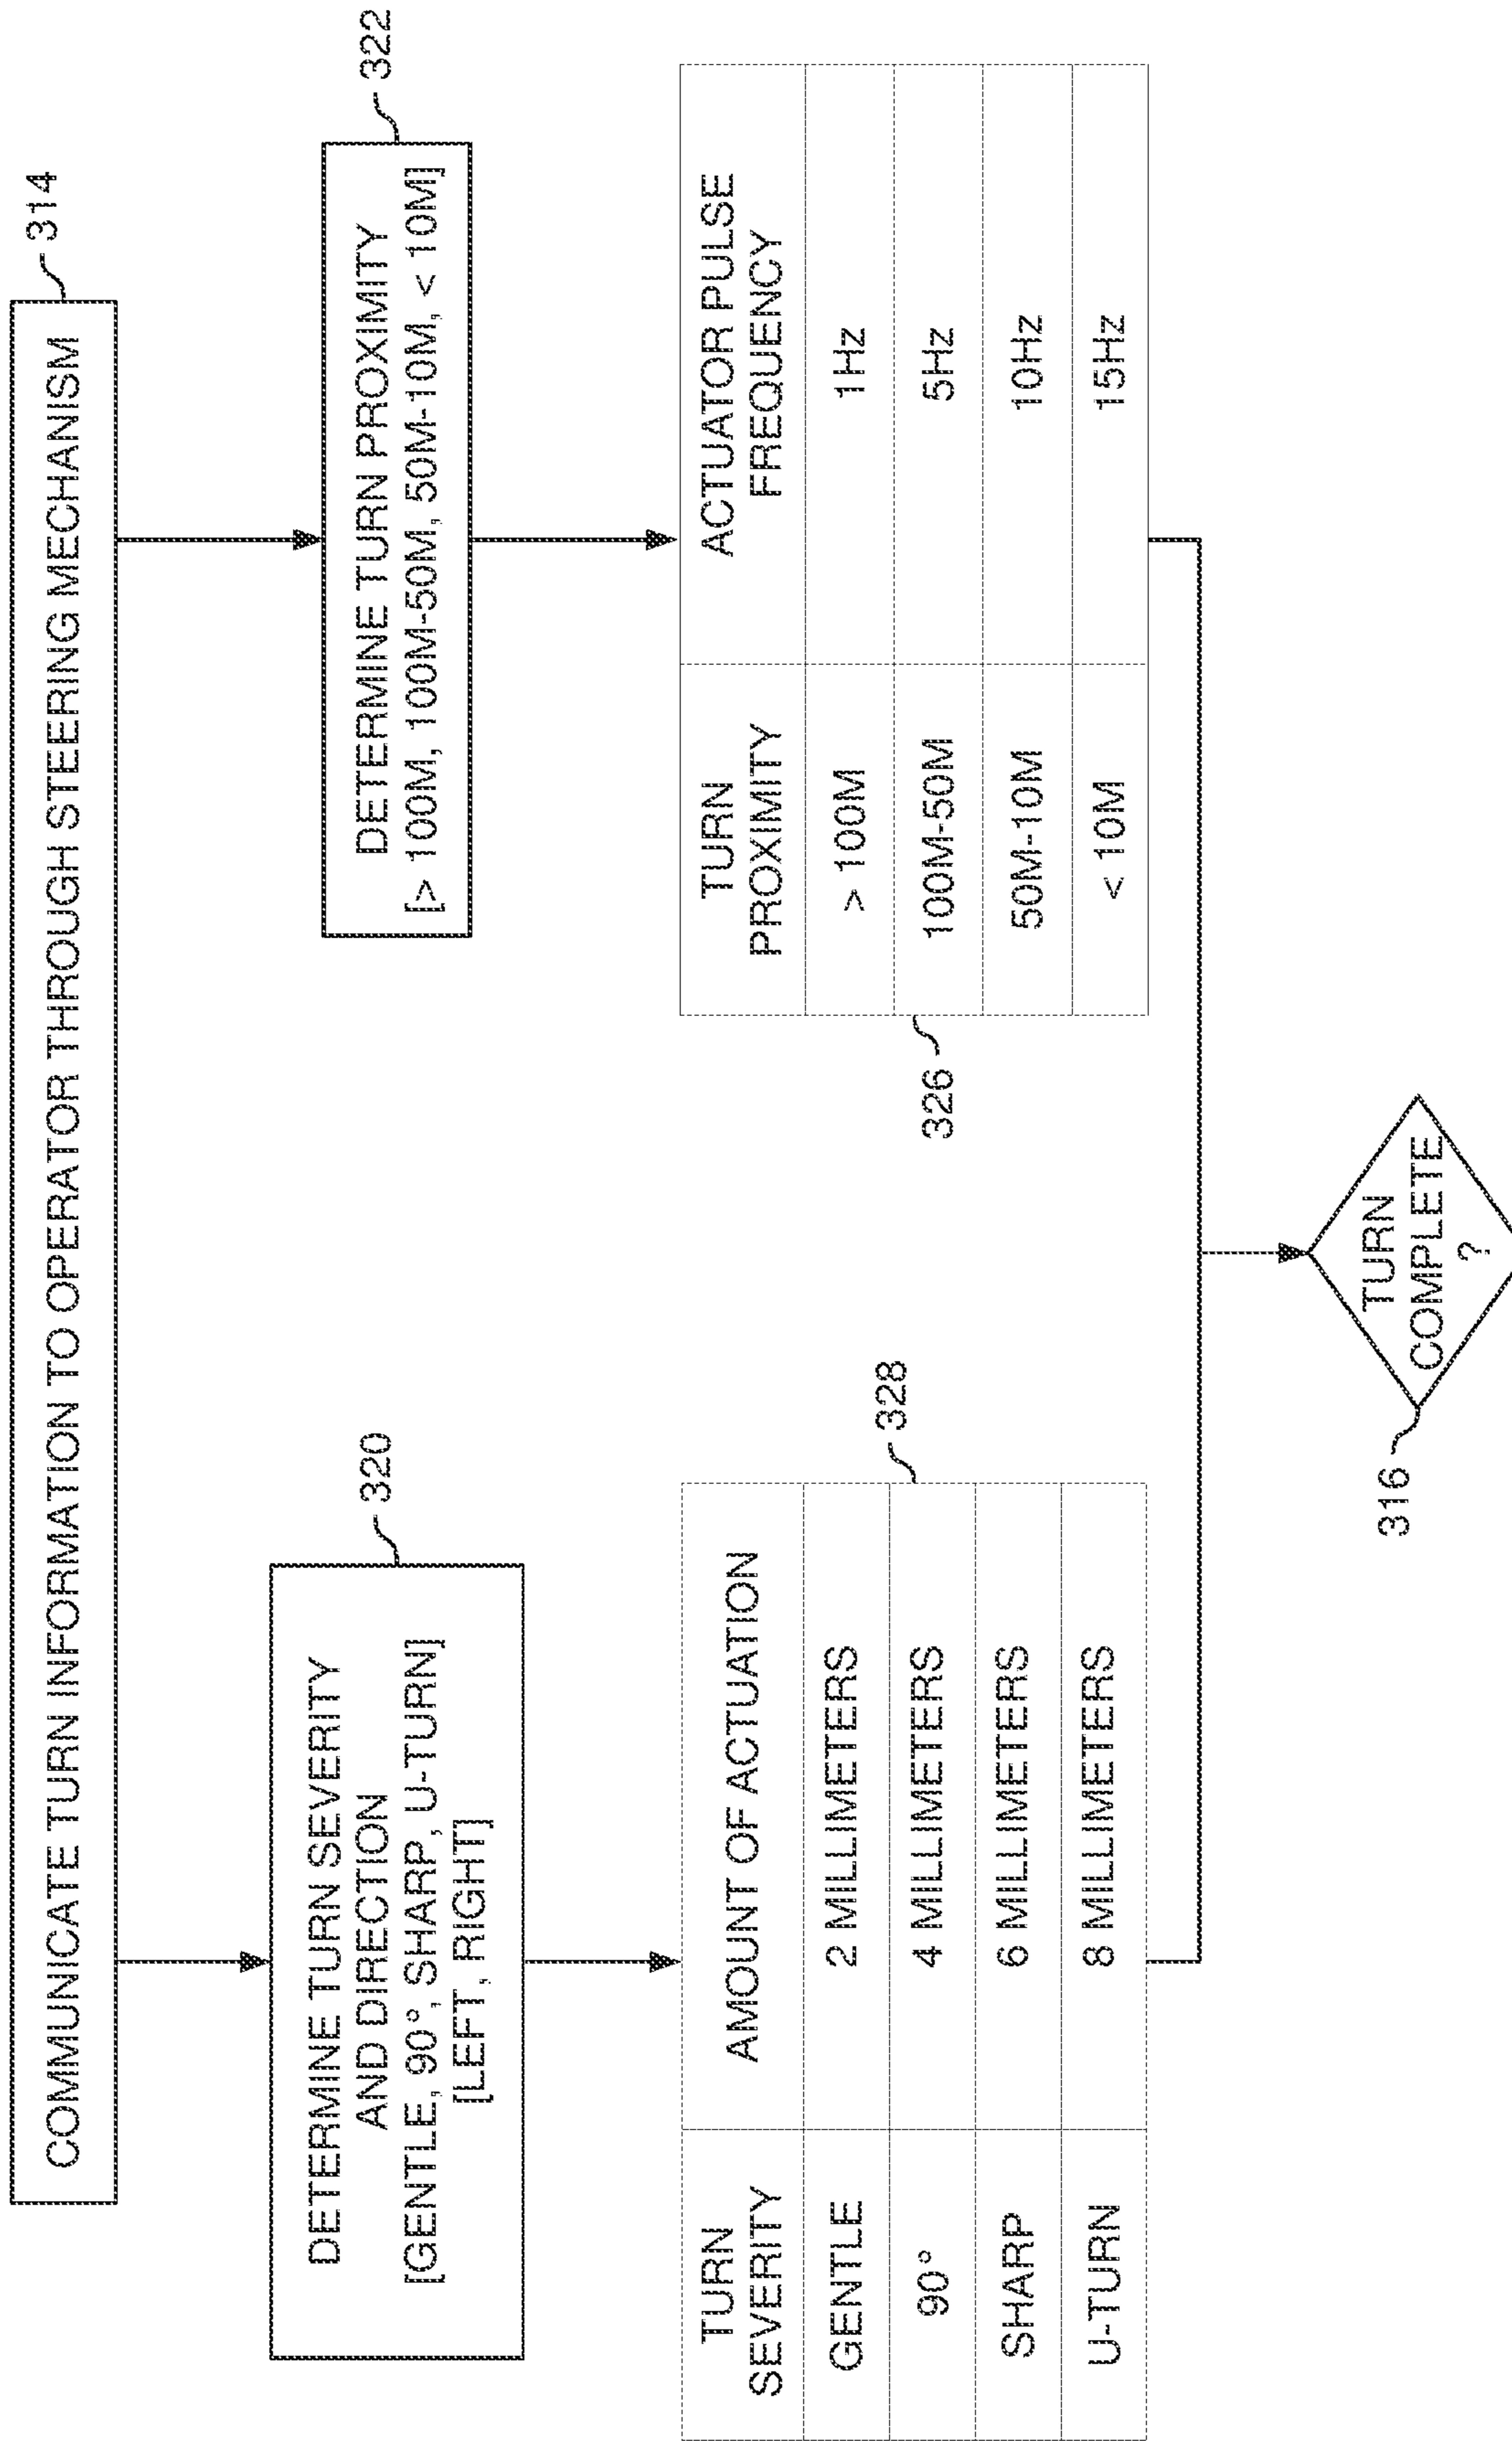 COMMUNICATE TURN INFORMATION TO OPERATOR THROUGH STEERING MECHANISM
314
DETERMINE TURN SEVERITY
AND DIRECTION
[GENTLE, 90°, SHARP, U-TURN]
[LEFT, RIGHT]
320
DETERMINE TURN PROXIMITY
[> 100M, 100M-50M, 50M-10M, < 10M]
322
TURN
SEVERITY
AMOUNT OF ACTUATION
GENTLE
2 MILLIMETERS
90°
4 MILLIMETERS
SHARP
6 MILLIMETERS
U-TURN
8 MILLIMETERS
328
TURN
PROXIMITY
ACTUATOR PULSE
FREQUENCY
> 100M
1Hz
100M-50M
5Hz
50M-10M
10Hz
< 10M
15Hz
326
TURN
COMPLETE
?
316